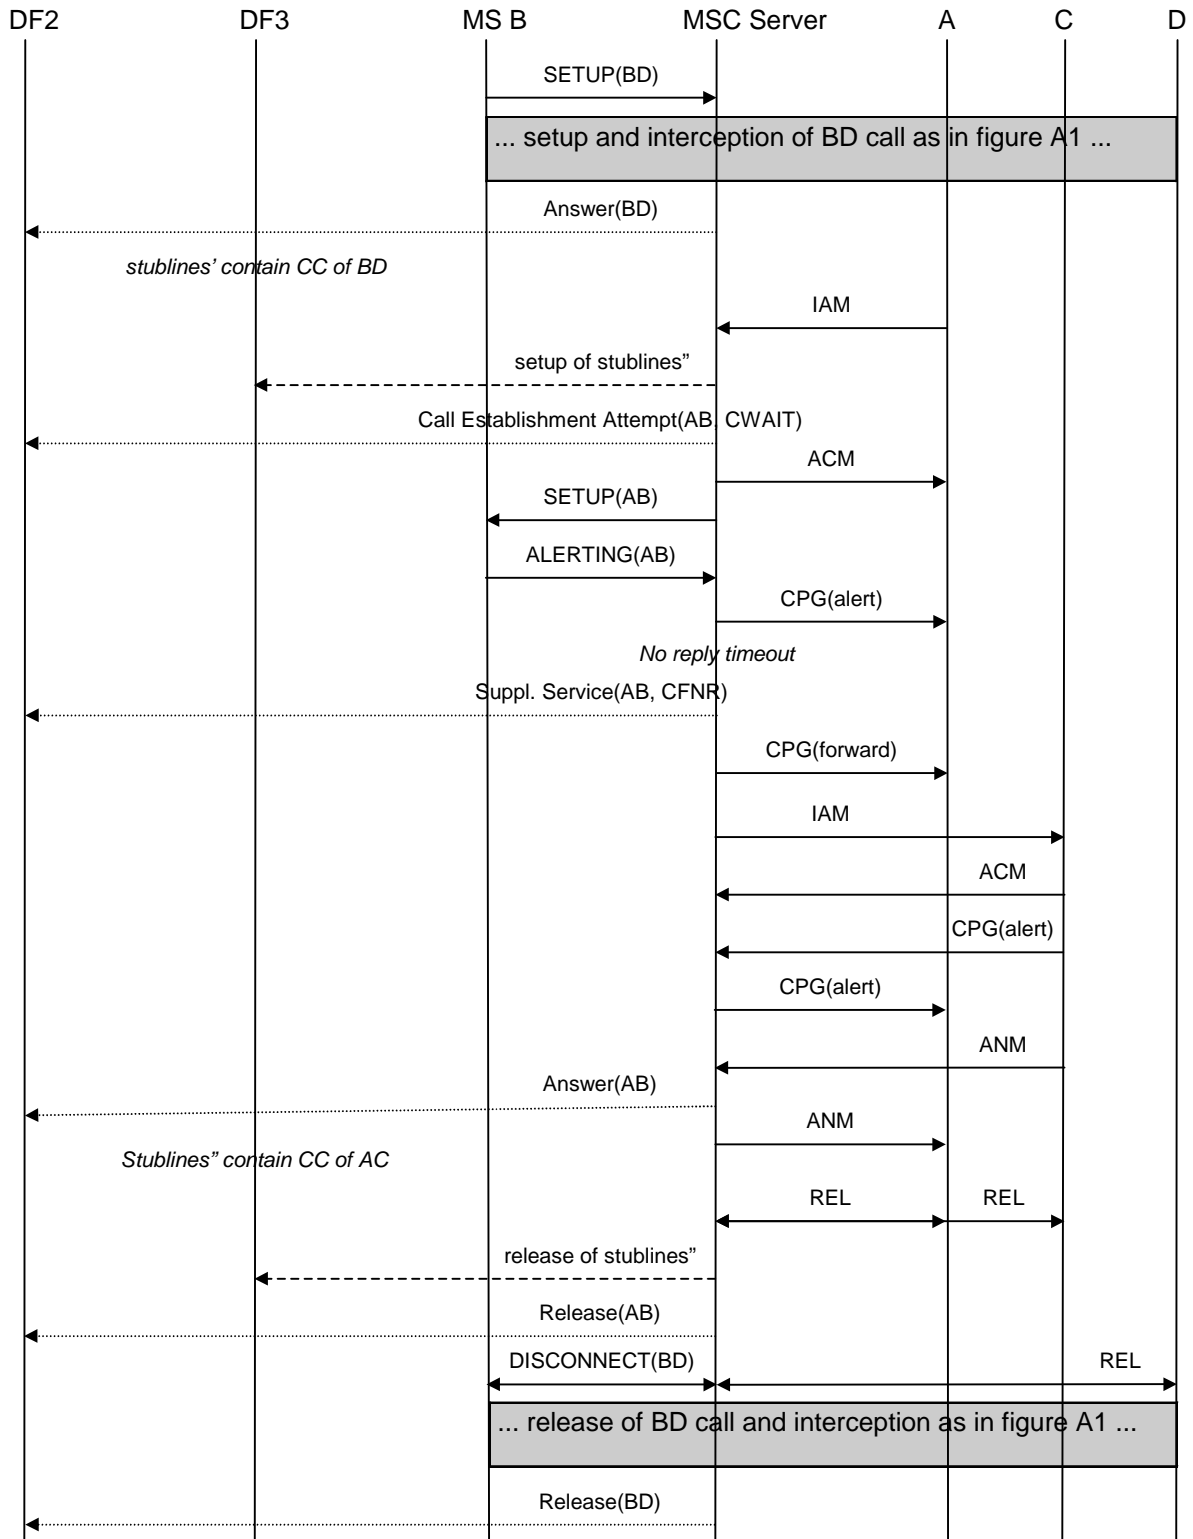 DF2 DF3 MS B MSC Server A C D
SETUP(BD)
... setup and interception of BD call as in figure A1 ...
Answer(BD)
stublines’ contain CC of BD
IAM
setup of stublines”
Call Establishment Attempt(AB, CWAIT)
ACM
SETUP(AB)
ALERTING(AB)
CPG(alert)
No reply timeout
Suppl. Service(AB, CFNR)
CPG(forward)
IAM
ACM
CPG(alert)
CPG(alert)
ANM
Answer(AB)
ANM
Stublines” contain CC of AC
REL REL
release of stublines”
Release(AB)
DISCONNECT(BD) REL
... release of BD call and interception as in figure A1 ...
Release(BD)